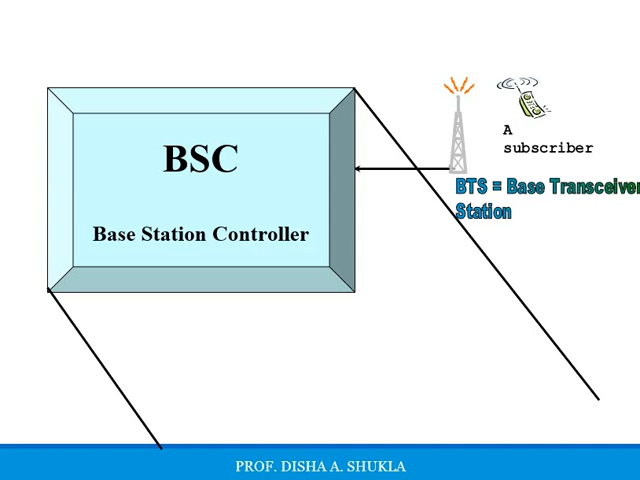 BSC
Base Station Controller
A
subscriber
BTS = Base Transceiver
Station
PROF. DISHA A. SHUKLA